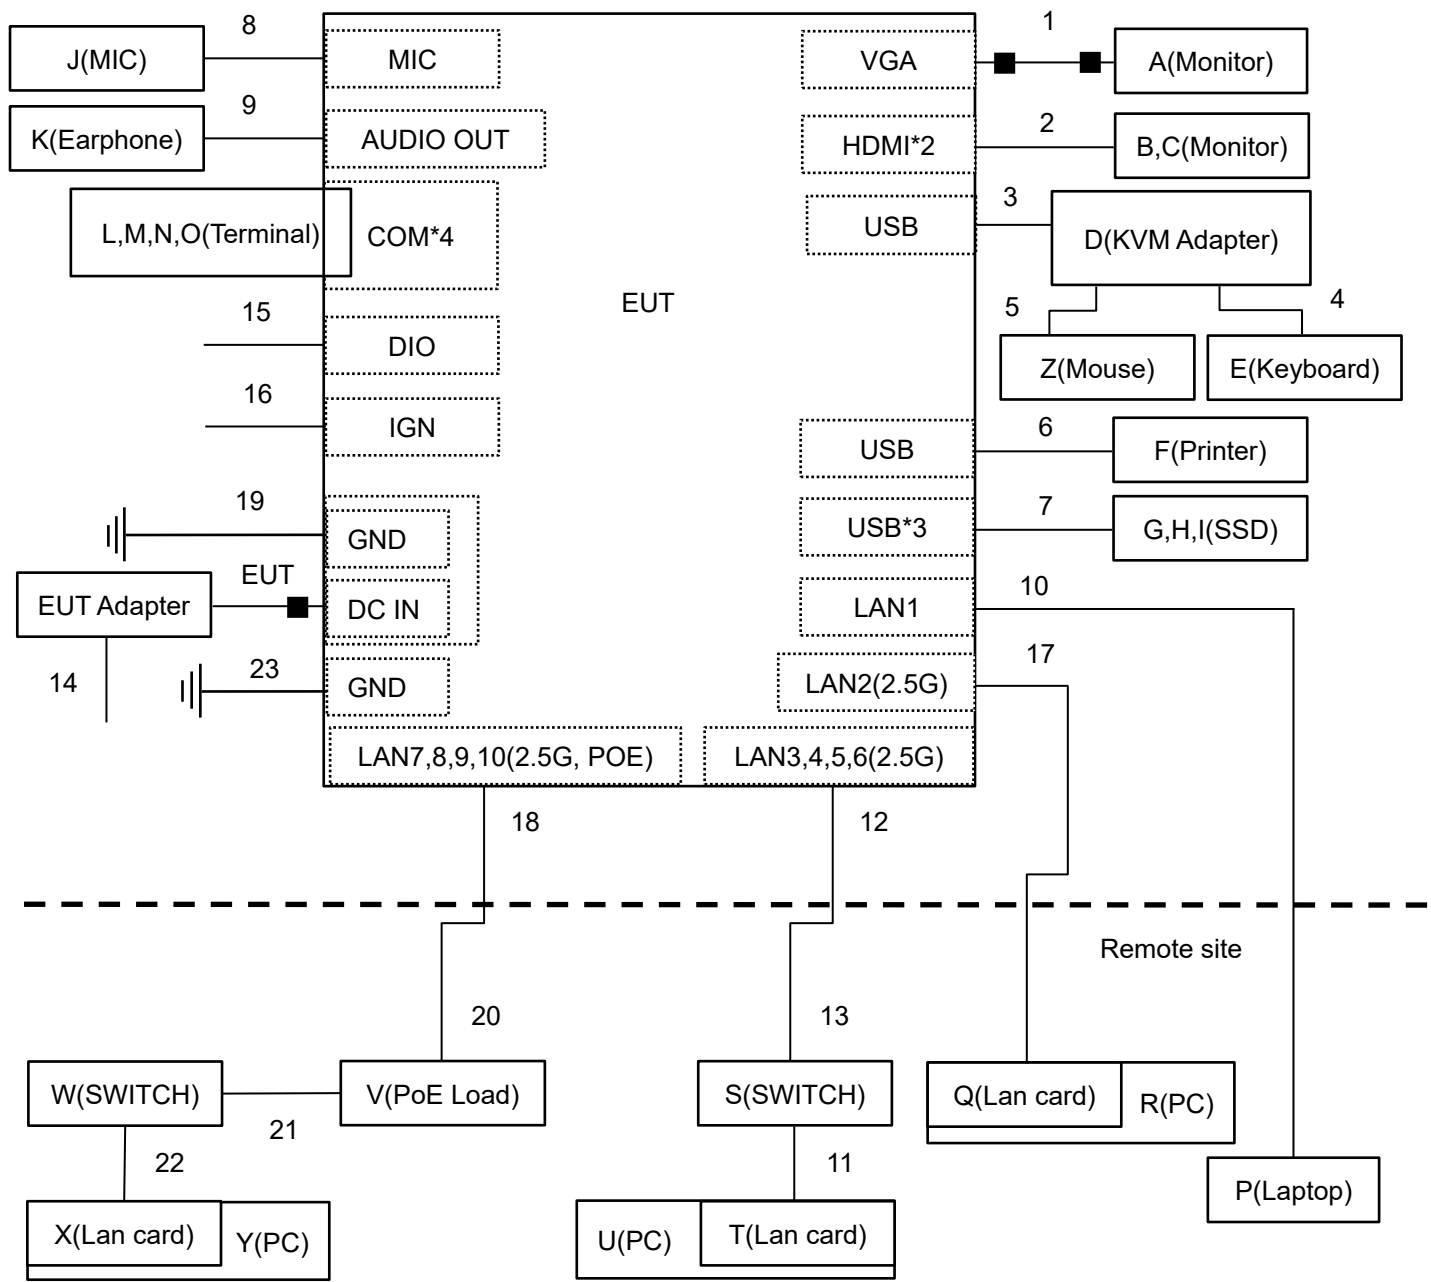 8
1
J(MIC)
MIC
VGA
A(Monitor)
9
2
K(Earphone)
AUDIO OUT
HDMI*2
B,C(Monitor)
3
L,M,N,O(Terminal)
COM*4
USB
D(KVM Adapter)
EUT
15
5
4
DIO
Z(Mouse)
E(Keyboard)
16
IGN
6
USB
F(Printer)
19
7
GND
USB*3
G,H,I(SSD)
EUT
10
EUT Adapter
DC IN
LAN1
14
23
17
GND
LAN2(2.5G)
LAN7,8,9,10(2.5G, POE)
LAN3,4,5,6(2.5G)
18
12
Remote site
20
13
W(SWITCH)
V(PoE Load)
S(SWITCH)
Q(Lan card)
R(PC)
21
22
11
P(Laptop)
X(Lan card)
Y(PC)
U(PC)
T(Lan card)